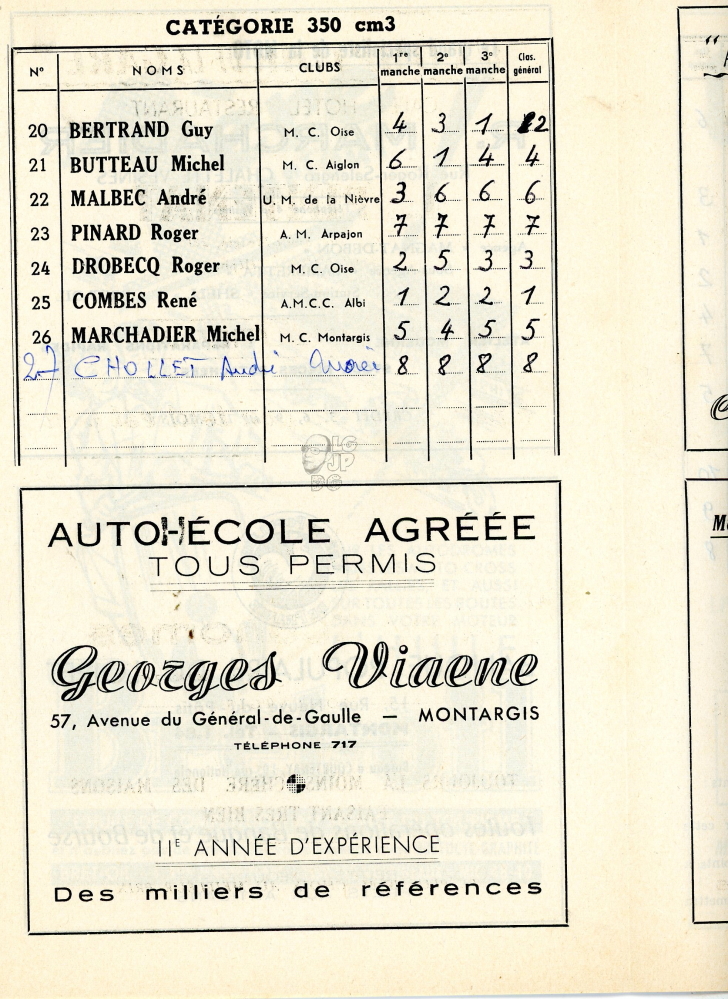 CATÉGORIE 350 cm3
N° NOMS CLUBS 1re manche 2e manche 3e manche Clas. général
20 BERTRAND Guy M. C. Oise 4 3 1 2
21 BUTTEAU Michel M. C. Aiglon 6 1 4 4
22 MALBEC André U. M. de la Nièvre 3 6 6 6
23 PINARD Roger A. M. Arpajon 7 7 7 7
24 DROBECQ Roger M. C. Oise 2 5 3 3
25 COMBES René A.M.C.C. Albi 1 2 2 1
26 MARCHADIER Michel M. C. Montargis 5 4 5 5
27 CHOLLET André 8 8 8 8
LG
JP
DG
AUTO-ÉCOLE AGRÉÉE
TOUS PERMIS
Georges Viaene
57, Avenue du Général-de-Gaulle — MONTARGIS
TÉLÉPHONE 717
11E ANNÉE D'EXPÉRIENCE
Des milliers de références